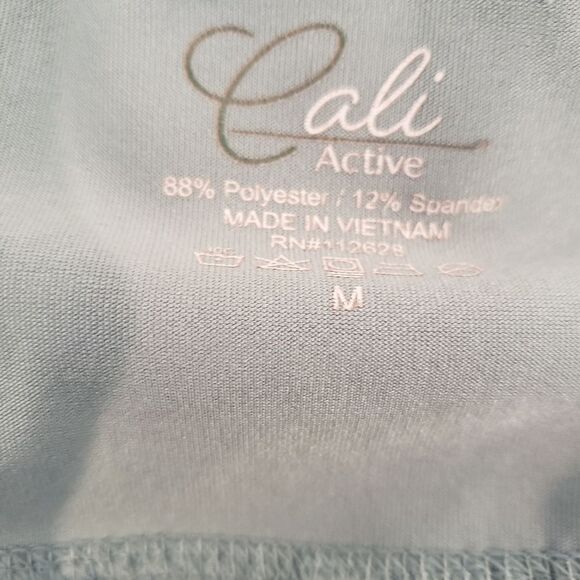 Cali
Active
88% Polyester / 12% Spandex
MADE IN VIETNAM
RN#112628
M